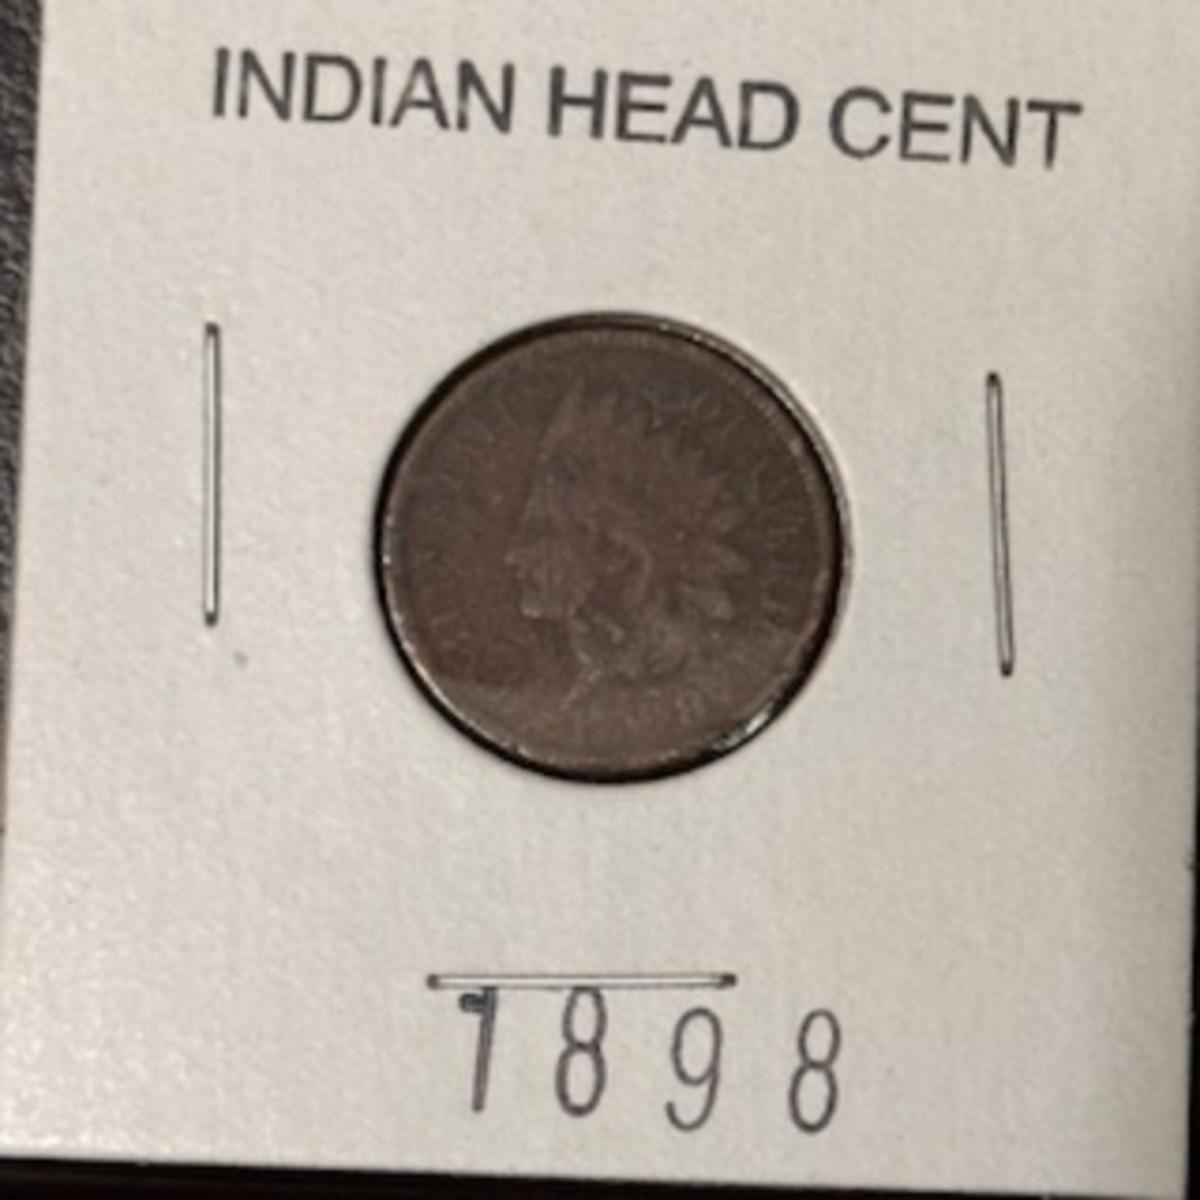 INDIAN HEAD CENT
1898